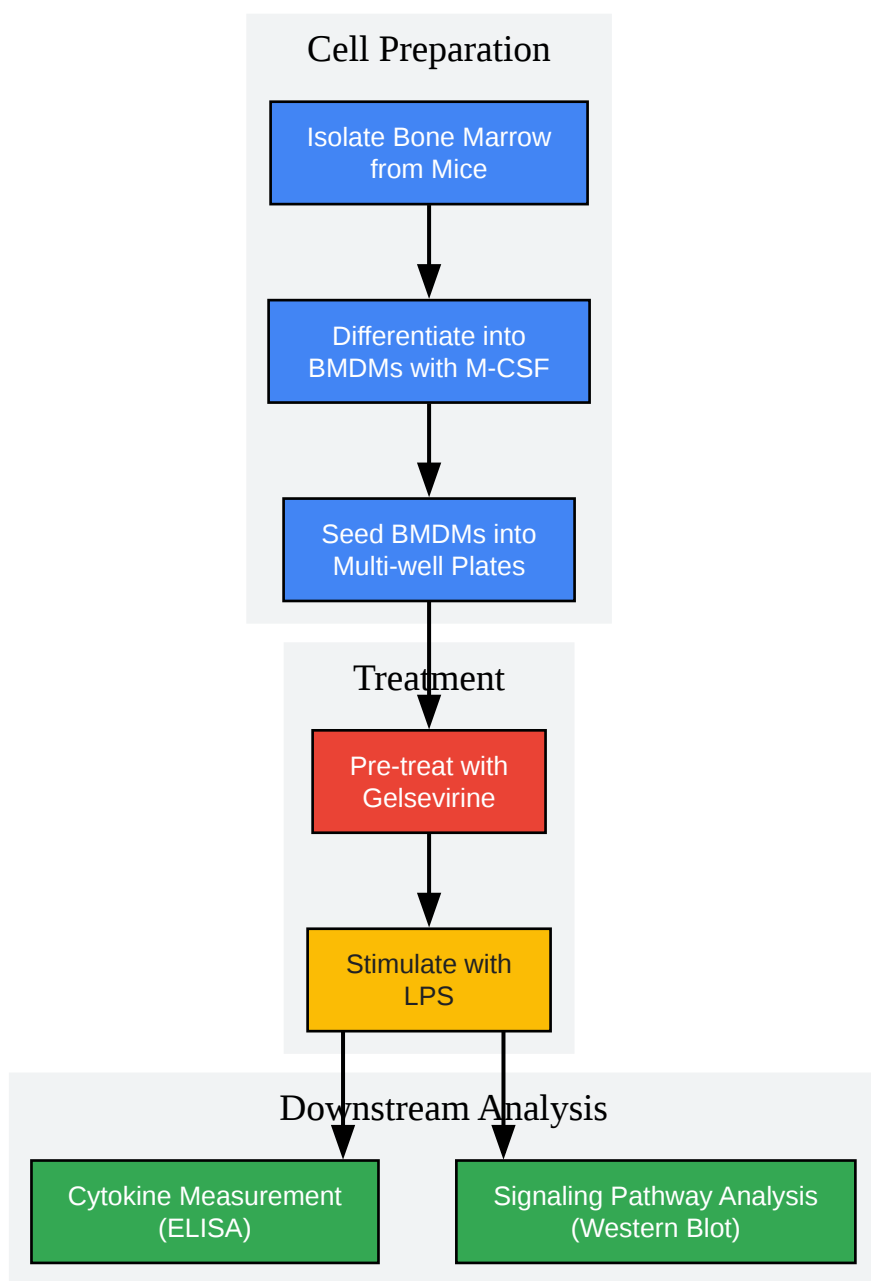 Cell Preparation
Isolate Bone Marrow
from Mice
Differentiate into
BMDMs with M-CSF
Seed BMDMs into
Multi-well Plates
Treatment
Pre-treat with
Gelsevirine
Stimulate with
LPS
Downstream Analysis
Cytokine Measurement
(ELISA)
Signaling Pathway Analysis
(Western Blot)